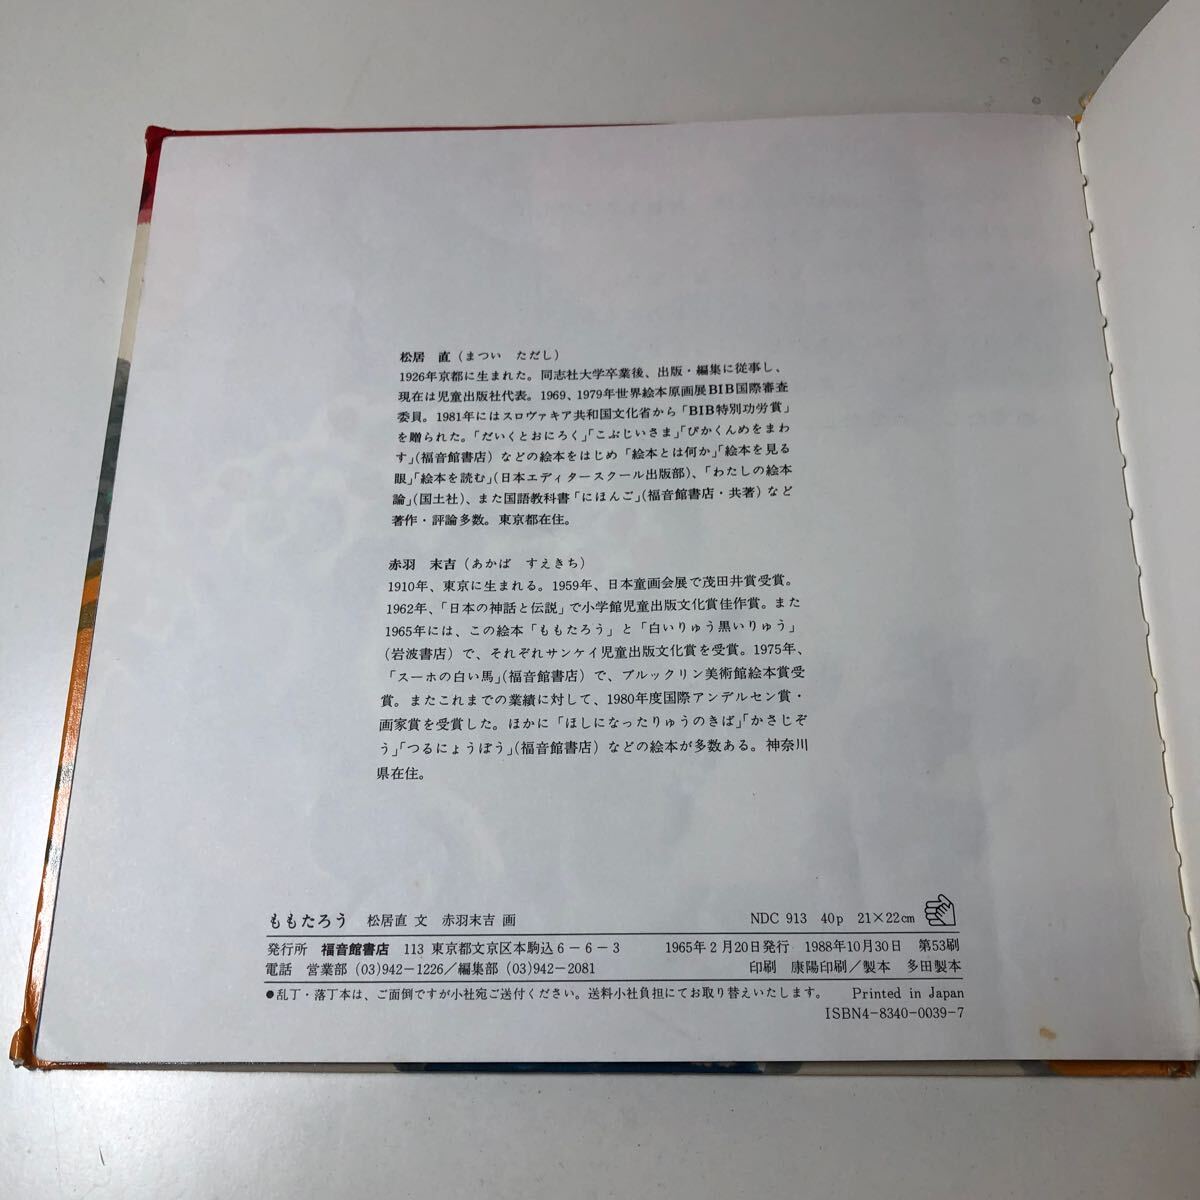 松居　直（まつい　ただし）
1926年京都に生まれた。同志社大学卒業後、出版・編集に従事し、
現在は児童出版社代表。1969、1979年世界絵本原画展BIB国際審査
委員。1981年にはスロヴァキア共和国文化省から「BIB特別功労賞」
を贈られた。「だいくとおにろく」「こぶじいさま」「ぴかくんめをまわ
す」（福音館書店）などの絵本をはじめ「絵本とは何か」「絵本を見る
眼」「絵本を読む」（日本エディタースクール出版部）、「わたしの絵本
論」（国土社）、また国語教科書「にほんご」（福音館書店・共著）など
著作・評論多数。東京都在住。
赤羽　末吉（あかば　すえきち）
1910年、東京に生まれる。1959年、日本童画会展で茂田井賞受賞。
1962年、「日本の神話と伝説」で小学館児童出版文化賞佳作賞。また
1965年には、この絵本「ももたろう」と「白いりゅう黒いりゅう」
（岩波書店）で、それぞれサンケイ児童出版文化賞を受賞。1975年、
「スーホの白い馬」（福音館書店）で、ブルックリン美術館絵本賞受
賞。またこれまでの業績に対して、1980年度国際アンデルセン賞・
画家賞を受賞した。ほかに「ほしになったりゅうのきば」「かさじぞ
う」「つるにょうぼう」（福音館書店）などの絵本が多数ある。神奈川
県在住。
ももたろう　松居直 文　赤羽末吉 画　NDC 913　40p　21×22cm
発行所　福音館書店　113 東京都文京区本駒込6－6－3　1965年2月20日発行　1988年10月30日　第53刷
電話　営業部(03)942-1226／編集部(03)942-2081　印刷　康陽印刷／製本　多田製本
●乱丁・落丁本は、ご面倒ですが小社宛ご送付ください。送料小社負担にてお取り替えいたします。　Printed in Japan
ISBN4-8340-0039-7